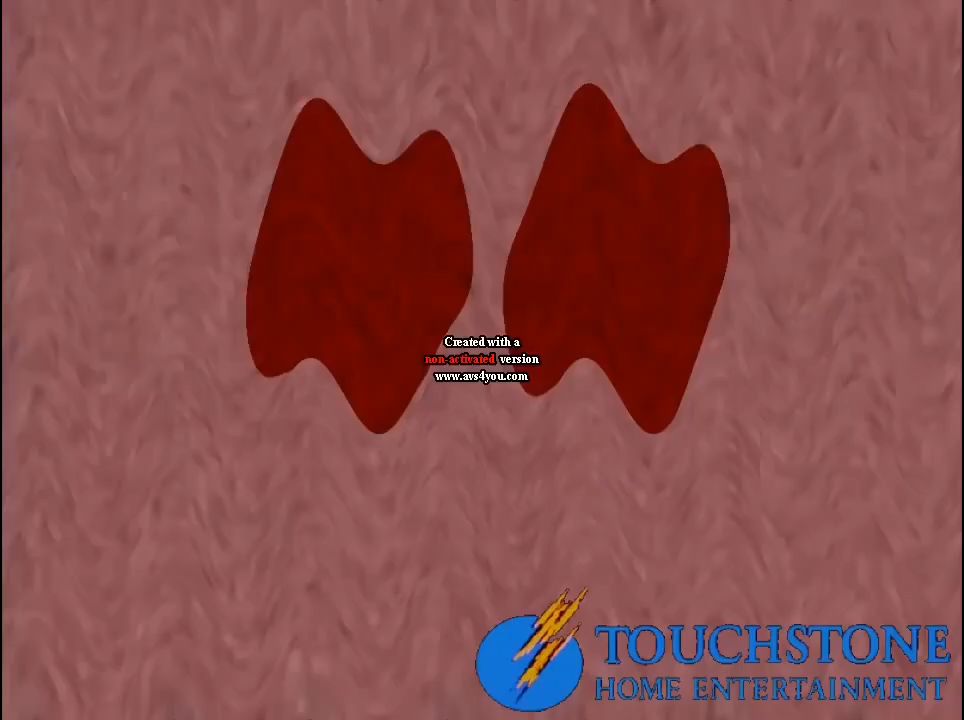 Created with a
non-activated version
www.avs4you.com
TOUCHSTONE
HOME ENTERTAINMENT